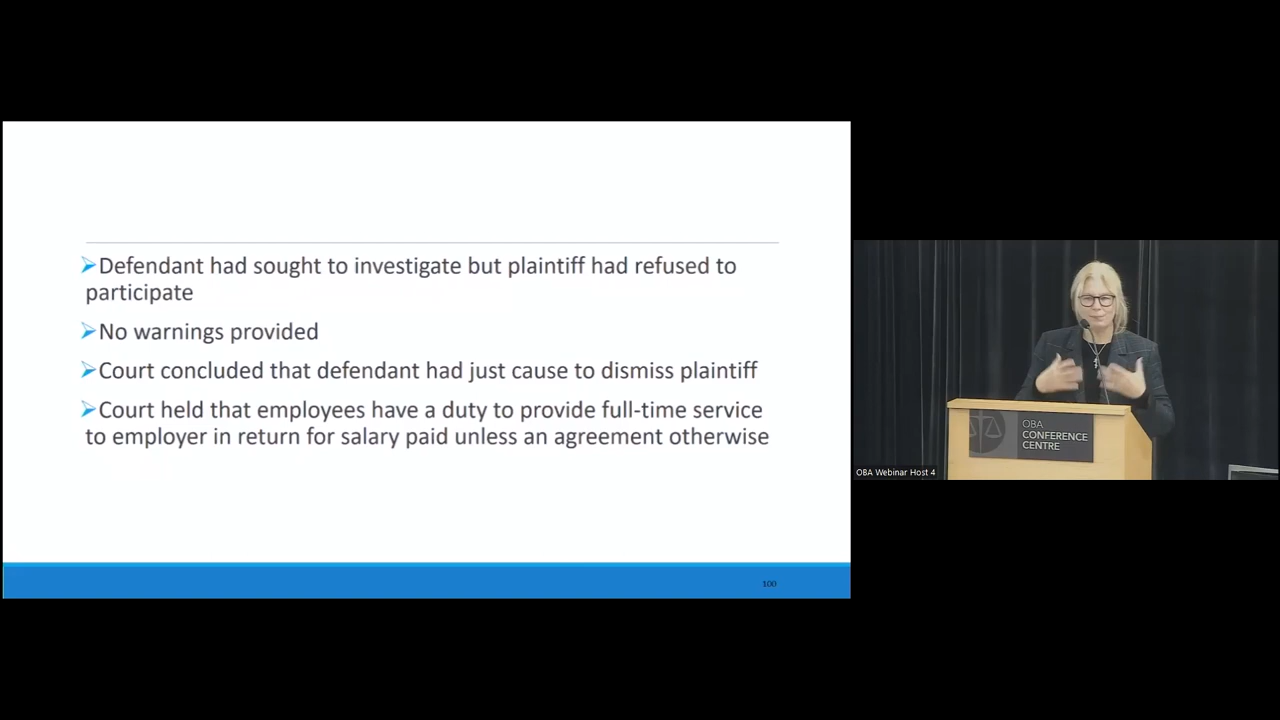 ➢Defendant had sought to investigate but plaintiff had refused to
participate
➢No warnings provided
➢Court concluded that defendant had just cause to dismiss plaintiff
➢Court held that employees have a duty to provide full-time service
to employer in return for salary paid unless an agreement otherwise
100
OBA
CONFERENCE
CENTRE
OBA Webinar Host 4